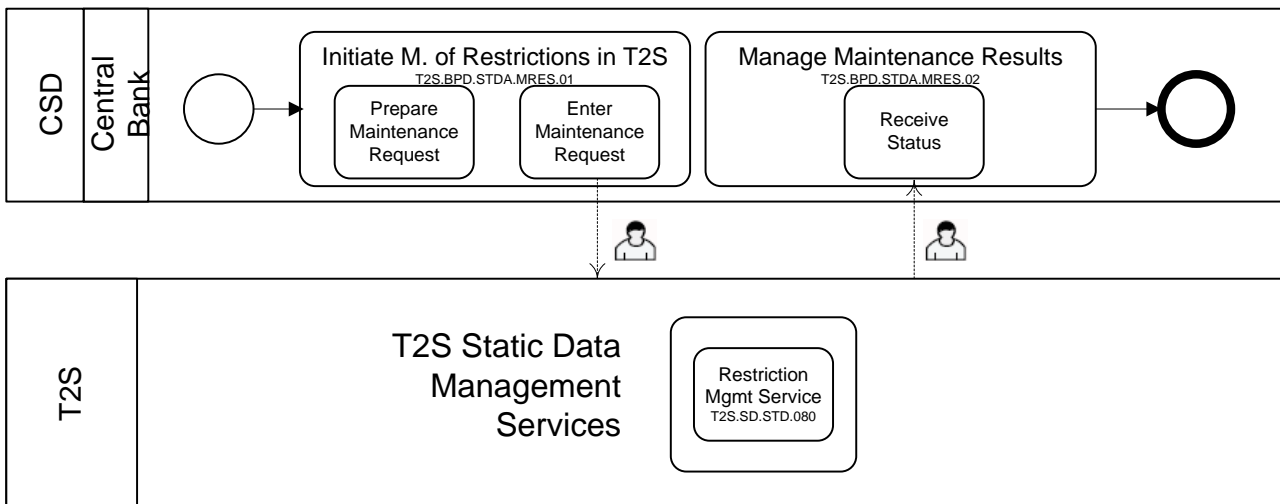 CSD
Central
Bank
Initiate M. of Restrictions in T2S
T2S.BPD.STDA.MRES.01
Prepare
Maintenance
Request
Enter
Maintenance
Request
Manage Maintenance Results
T2S.BPD.STDA.MRES.02
Receive
Status
T2S
T2S Static Data
Management
Services
Restriction
Mgmt Service
T2S.SD.STD.080